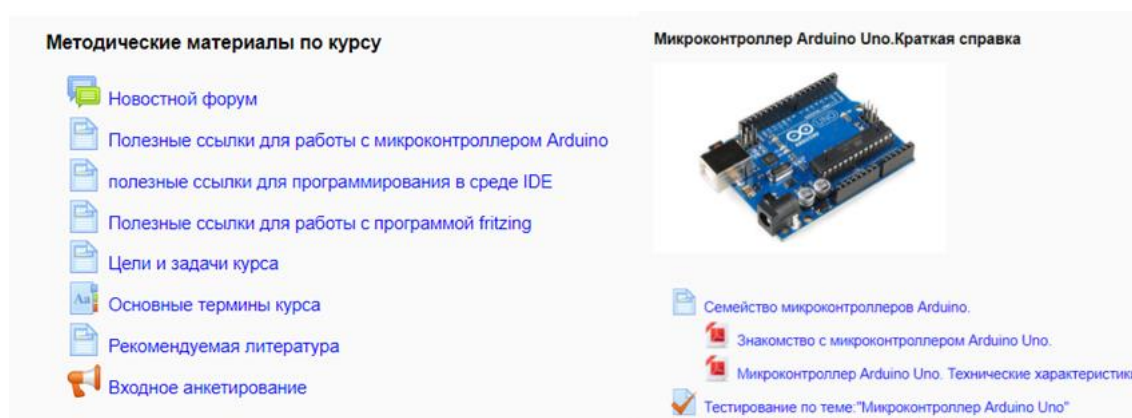 Методические материалы по курсу
Новостной форум
Полезные ссылки для работы с микроконтроллером Arduino
полезные ссылки для программирования в среде IDE
Полезные ссылки для работы с программой fritzing
Цели и задачи курса
Основные термины курса
Рекомендуемая литература
Входное анкетирование
Микроконтроллер Arduino Uno.Краткая справка
UNO
Семейство микроконтроллеров Arduino.
Знакомство с микроконтроллером Arduino Uno.
Микроконтроллер Arduino Uno. Технические характеристики
Тестирование по теме:"Микроконтроллер Arduino Uno"